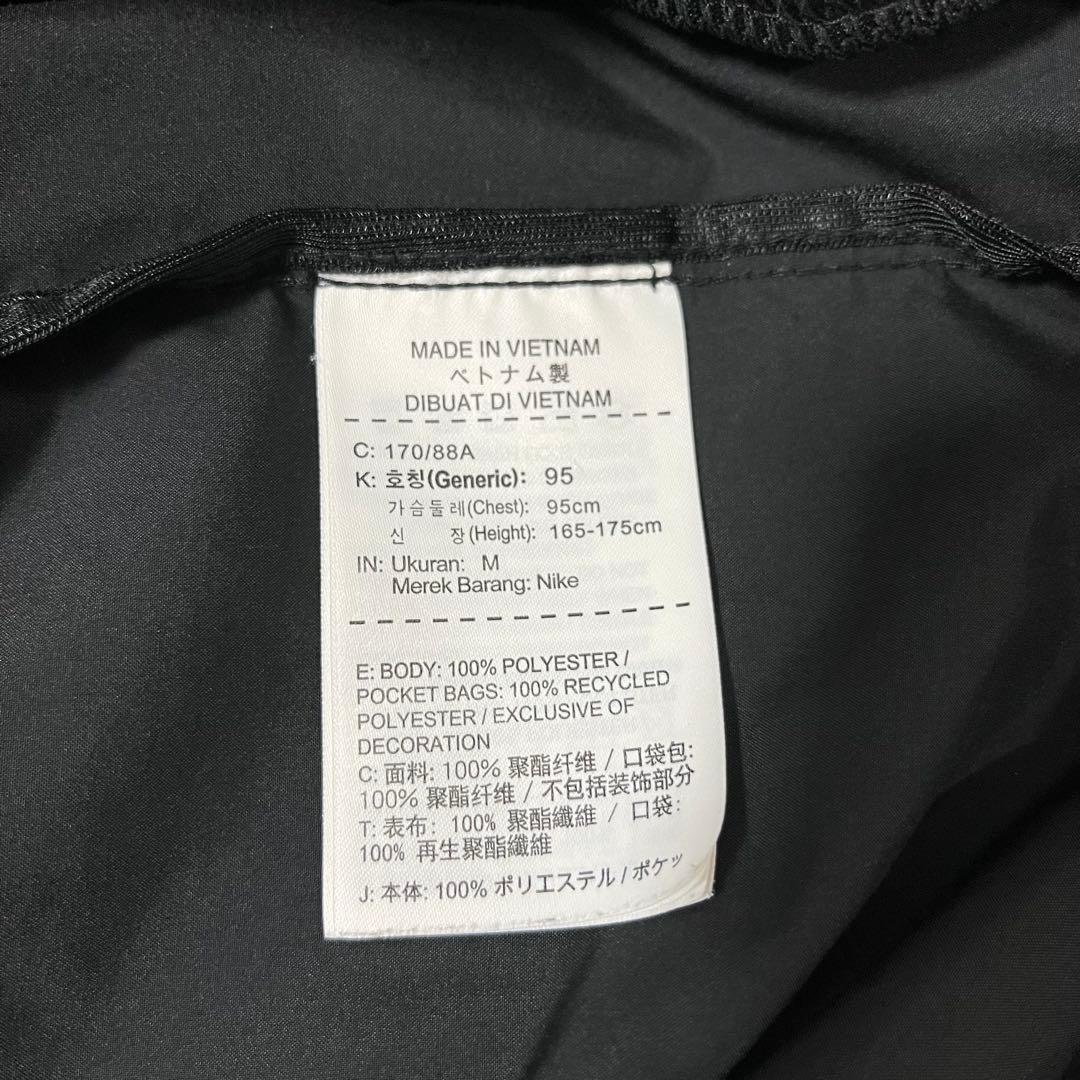 MADE IN VIETNAM
ベトナム製
DIBUAT DI VIETNAM
C: 170/88A
K: 호칭(Generic): 95
가슴둘레(Chest): 95cm
신 장(Height): 165-175cm
IN: Ukuran: M
Merek Barang: Nike
E: BODY: 100% POLYESTER /
POCKET BAGS: 100% RECYCLED
POLYESTER / EXCLUSIVE OF
DECORATION
C: 面料: 100% 聚酯纤维 / 口袋包:
100% 聚酯纤维 / 不包括装饰部分
T: 表布: 100% 聚酯纖維 / 口袋:
100% 再生聚酯纖維
J: 本体: 100% ポリエステル / ポケッ